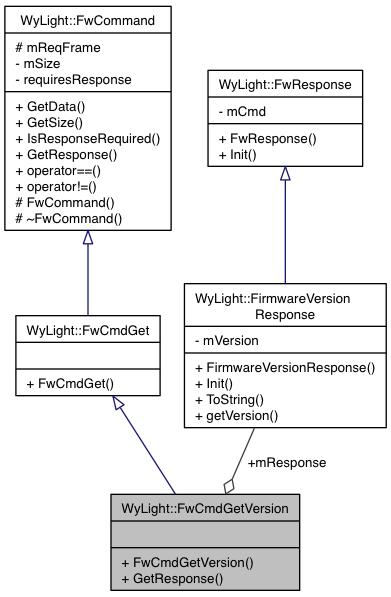 WyLight::FwCommand
# mReqFrame
- mSize
- requiresResponse
+ GetData()
+ GetSize()
+ IsResponseRequired()
+ GetResponse()
+ operator==()
+ operator!=()
# FwCommand()
# ~FwCommand()
WyLight::FwResponse
- mCmd
+ FwResponse()
+ Init()
WyLight::FwCmdGet
+ FwCmdGet()
WyLight::FirmwareVersion
Response
- mVersion
+ FirmwareVersionResponse()
+ Init()
+ ToString()
+ getVersion()
+mResponse
WyLight::FwCmdGetVersion
+ FwCmdGetVersion()
+ GetResponse()